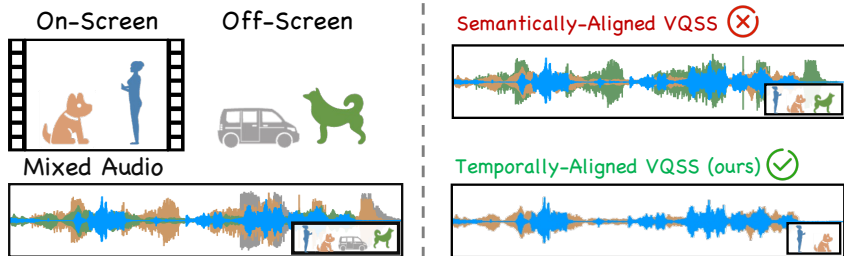 On-Screen
Off-Screen
Mixed Audio
Semantically-Aligned VQSS
Temporally-Aligned VQSS (ours)